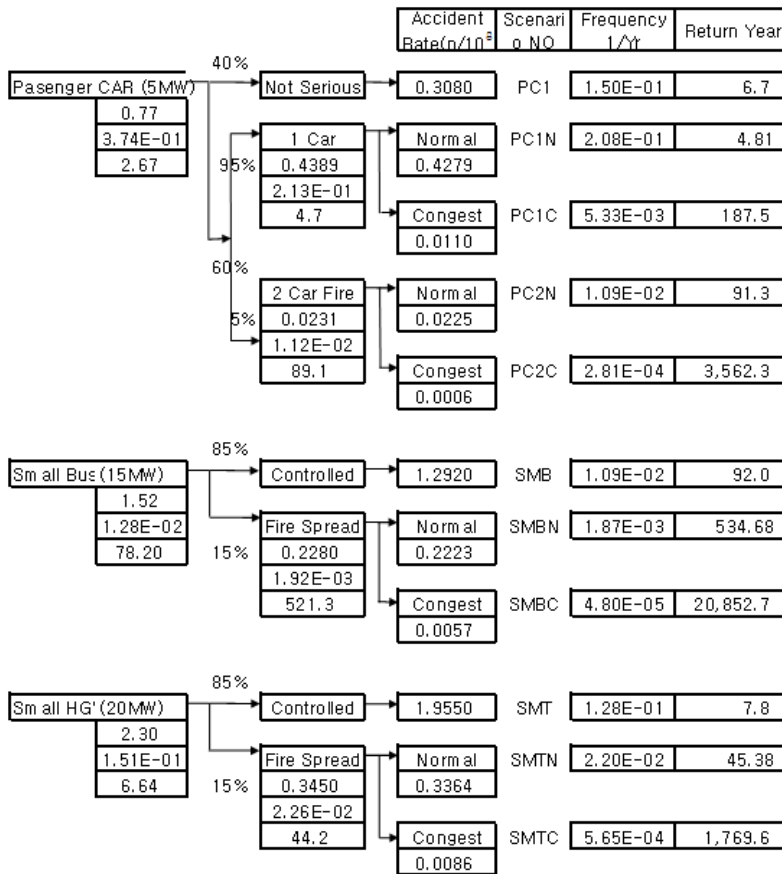 Accident Scenari Frequency Return Year
Rate(n/10⁸ o NO 1/Yr
40%
Pasenger CAR (5MW) Not Serious 0.3080 PC1 1.50E-01 6.7
0.77
3.74E-01 1 Car Normal PC1N 2.08E-01 4.81
2.67 95% 0.4389 0.4279
2.13E-01
4.7 Congest PC1C 5.33E-03 187.5
0.0110
60%
2 Car Fire Normal PC2N 1.09E-02 91.3
5% 0.0231 0.0225
1.12E-02
89.1 Congest PC2C 2.81E-04 3,562.3
0.0006
85%
Small Bus (15MW) Controlled 1.2920 SMB 1.09E-02 92.0
1.52
1.28E-02 Fire Spread Normal SMBN 1.87E-03 534.68
78.20 15% 0.2280 0.2223
1.92E-03
521.3 Congest SMBC 4.80E-05 20,852.7
0.0057
85%
Small HG' (20MW) Controlled 1.9550 SMT 1.28E-01 7.8
2.30
1.51E-01 Fire Spread Normal SMTN 2.20E-02 45.38
6.64 15% 0.3450 0.3364
2.26E-02
44.2 Congest SMTC 5.65E-04 1,769.6
0.0086